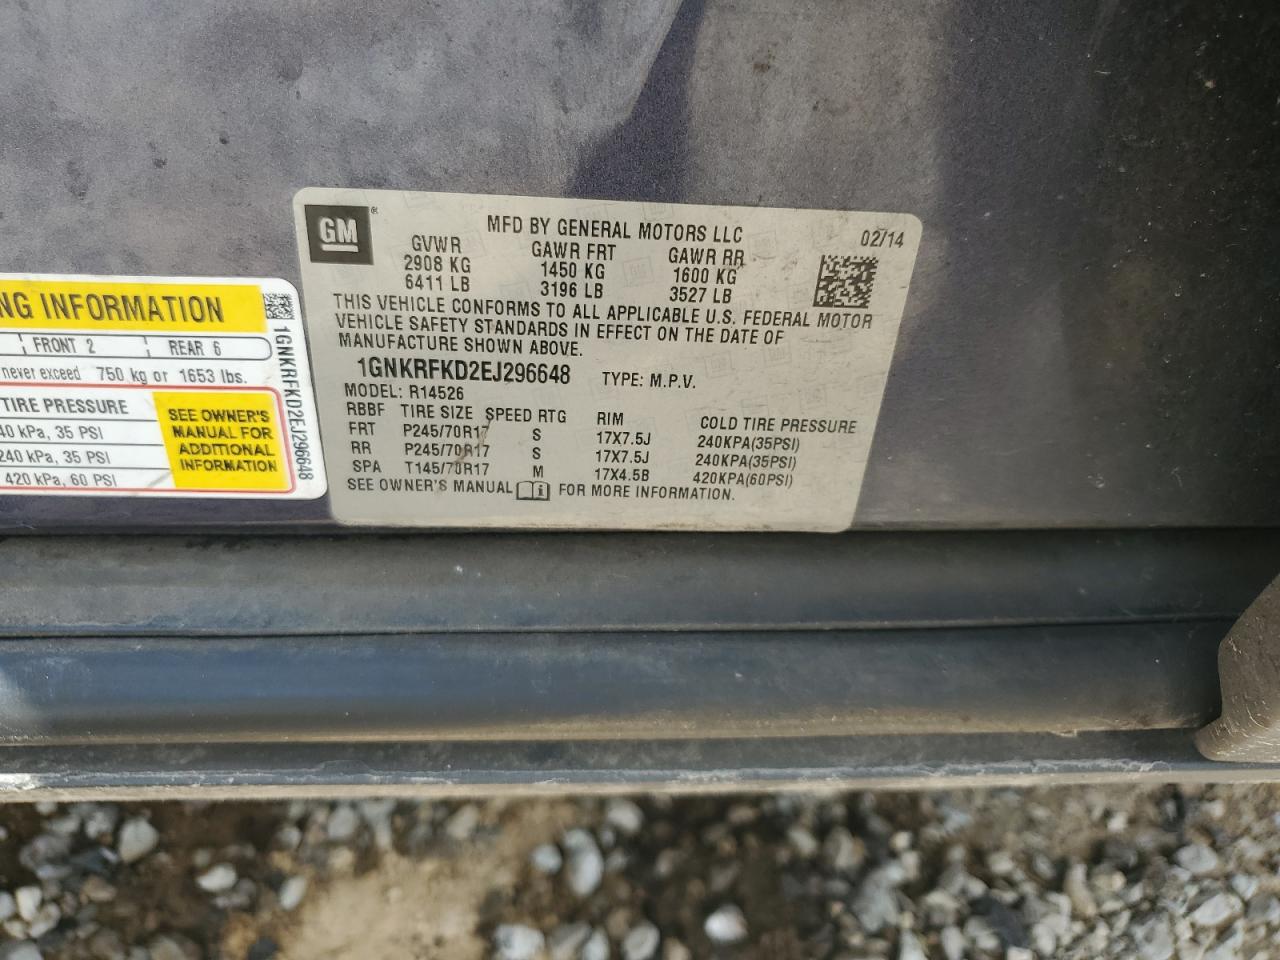 GM
MFD BY GENERAL MOTORS LLC
02/14
GVWR GAWR FRT GAWR RR
2908 KG 1450 KG 1600 KG
6411 LB 3196 LB 3527 LB
THIS VEHICLE CONFORMS TO ALL APPLICABLE U.S. FEDERAL MOTOR
VEHICLE SAFETY STANDARDS IN EFFECT ON THE DATE OF
MANUFACTURE SHOWN ABOVE.
1GNKRFKD2EJ296648 TYPE: M.P.V.
MODEL: R14526
RBBF TIRE SIZE SPEED RTG RIM COLD TIRE PRESSURE
FRT P245/70R17 S 17X7.5J 240KPA(35PSI)
RR P245/70R17 S 17X7.5J 240KPA(35PSI)
SPA T145/70R17 M 17X4.5B 420KPA(60PSI)
SEE OWNER'S MANUAL FOR MORE INFORMATION.
NG INFORMATION
FRONT 2 REAR 6
never exceed 750 kg or 1653 lbs.
TIRE PRESSURE
40 kPa, 35 PSI
240 kPa, 35 PSI
420 kPa, 60 PSI
SEE OWNER'S
MANUAL FOR
ADDITIONAL
INFORMATION
1GNKRFKD2EJ296648